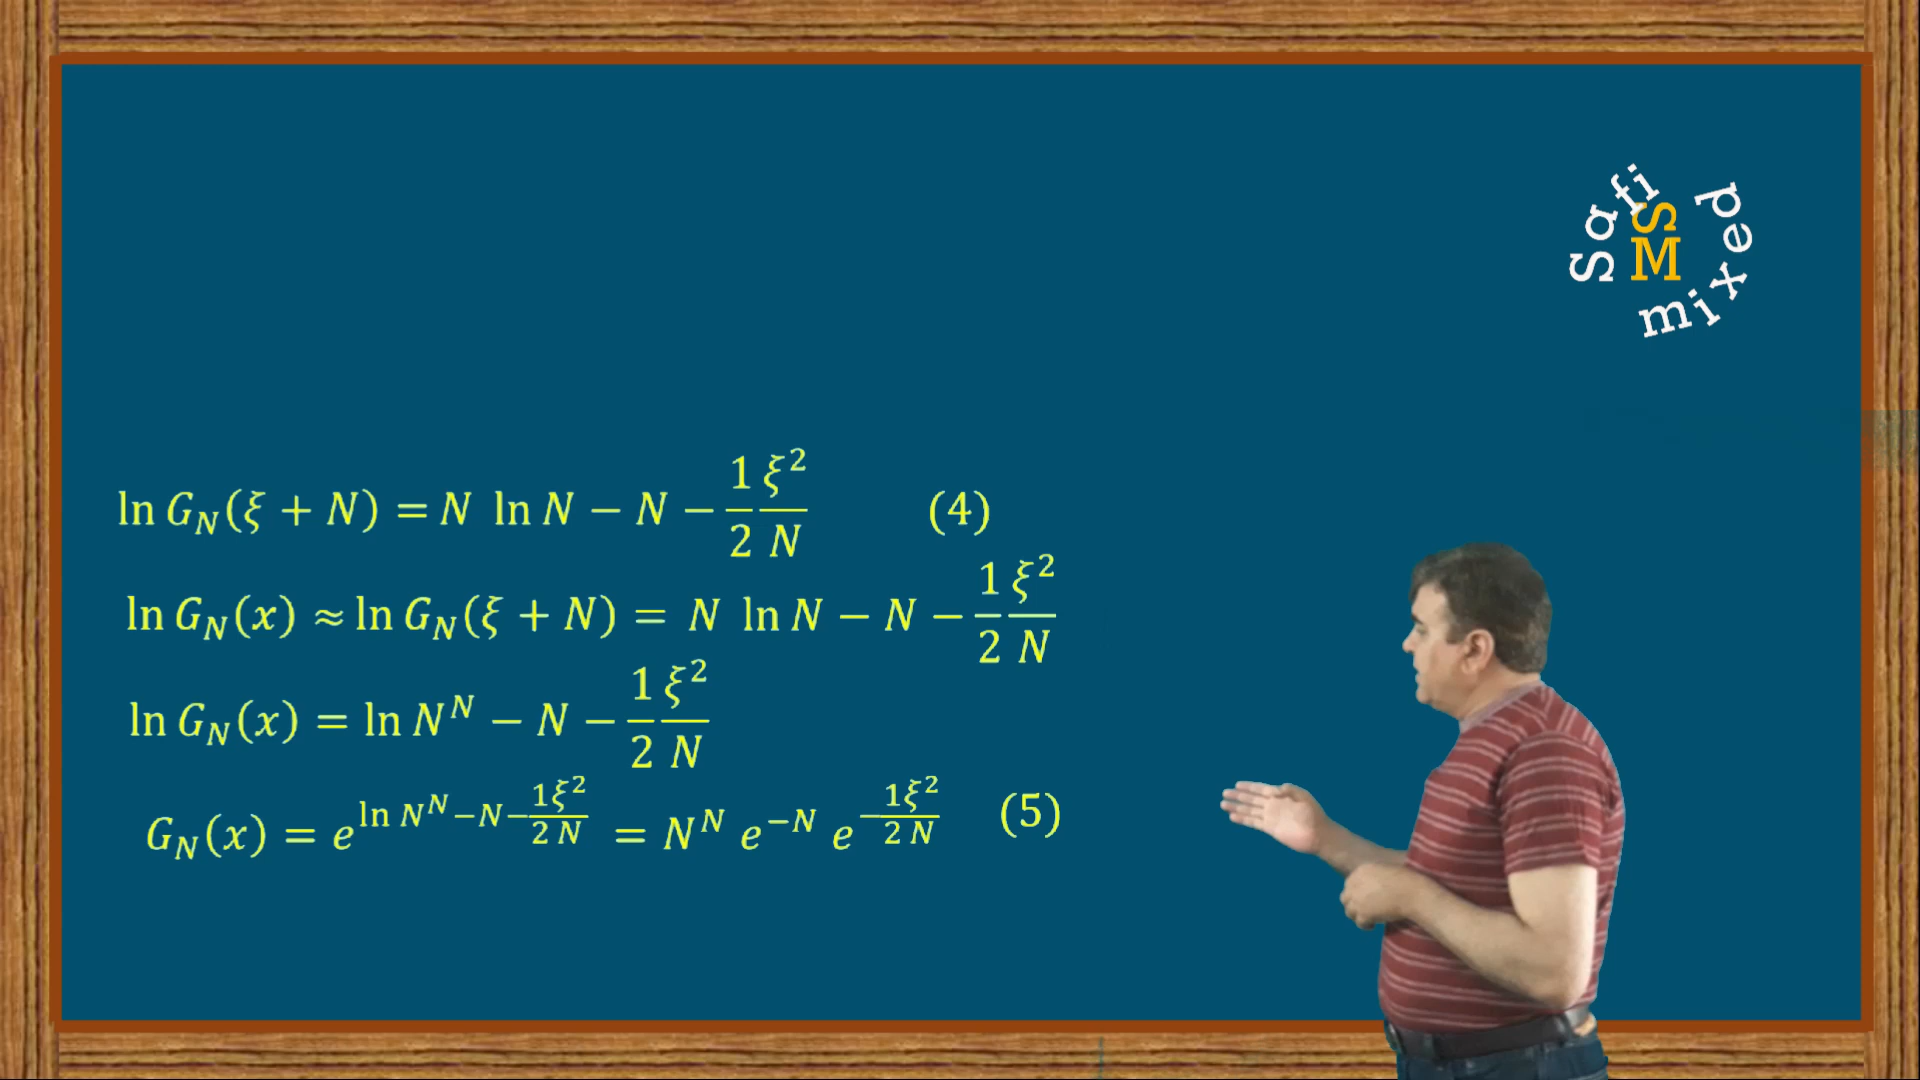 Safi
SM
mixed
ln G_N(ξ + N) = N ln N − N − 1/2 ξ²/N (4)
ln G_N(x) ≈ ln G_N(ξ + N) = N ln N − N − 1/2 ξ²/N
ln G_N(x) = ln N^N − N − 1/2 ξ²/N
G_N(x) = e^(ln N^N − N − 1/2 ξ²/N) = N^N e^(−N) e^(−1/2 ξ²/N) (5)